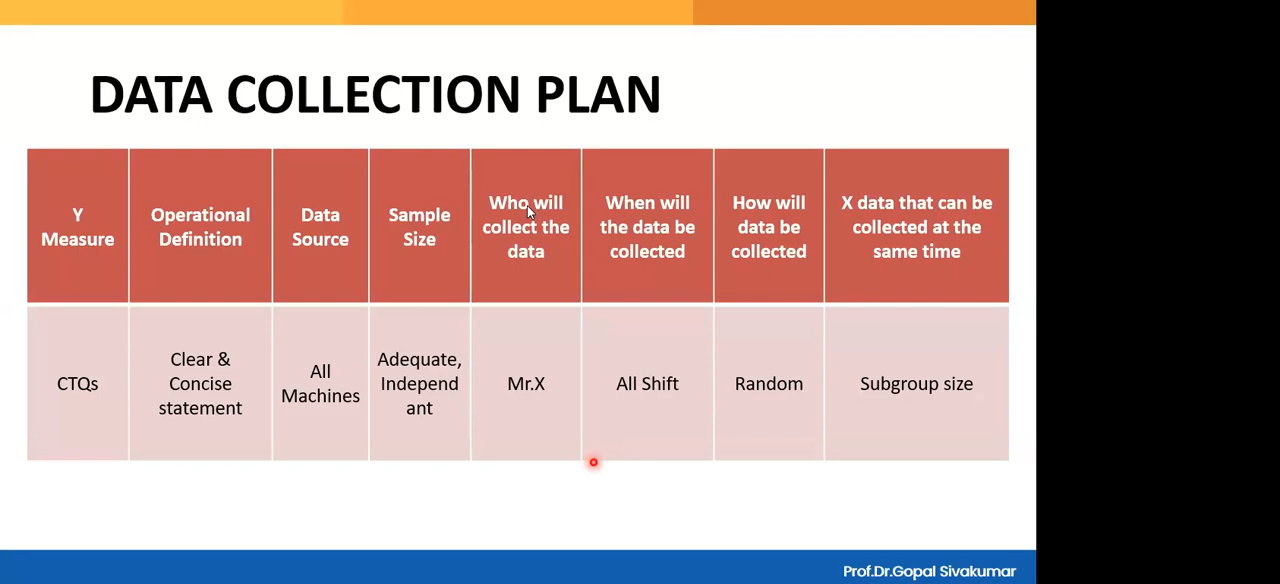 DATA COLLECTION PLAN
Y
Measure
Operational
Definition
Data
Source
Sample
Size
Who will
collect the
data
When will
the data be
collected
How will
data be
collected
X data that can be
collected at the
same time
CTQs
Clear &
Concise
statement
All
Machines
Adequate,
Independ
ant
Mr.X
All Shift
Random
Subgroup size
Prof.Dr.Gopal Sivakumar